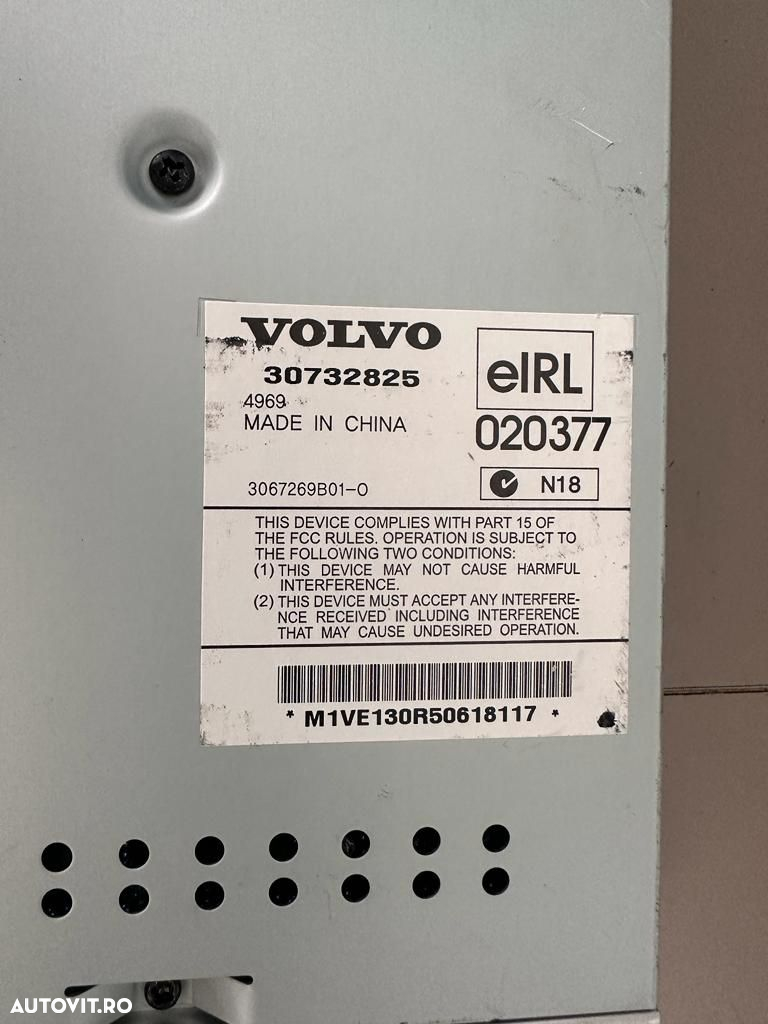 VOLVO
30732825
4969
MADE IN CHINA
eIRL
020377
3067269B01-O
N18
THIS DEVICE COMPLIES WITH PART 15 OF
THE FCC RULES. OPERATION IS SUBJECT TO
THE FOLLOWING TWO CONDITIONS:
(1) THIS DEVICE MAY NOT CAUSE HARMFUL
INTERFERENCE.
(2) THIS DEVICE MUST ACCEPT ANY INTERFERE-
NCE RECEIVED INCLUDING INTERFERENCE
THAT MAY CAUSE UNDESIRED OPERATION.
* M1VE130R50618117 *
AUTOVIT.RO